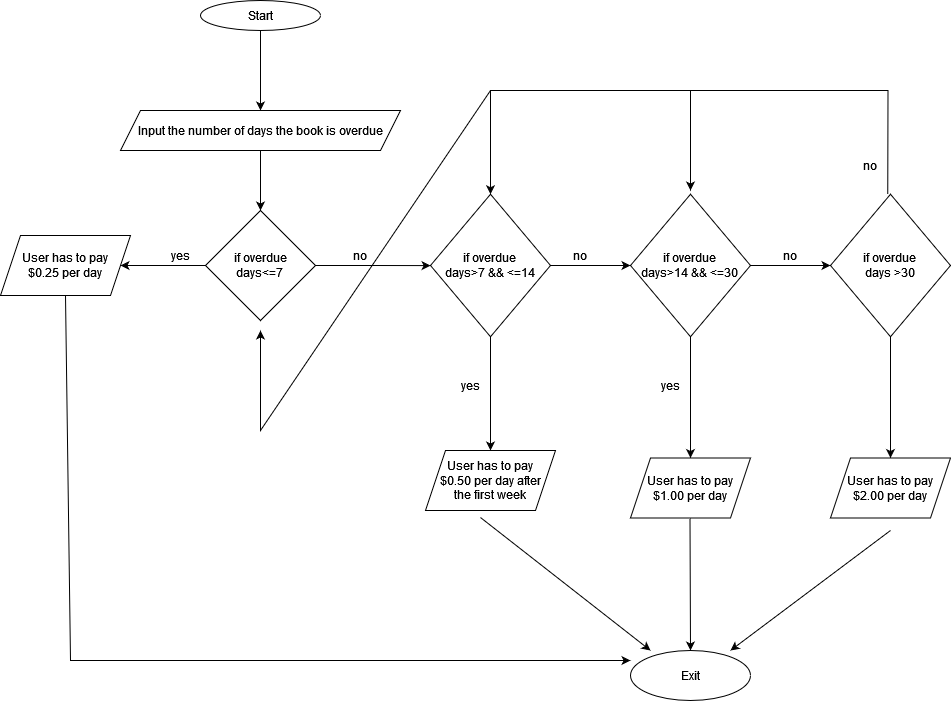 Start
Input the number of days the book is overdue
no
User has to pay
$0.25 per day
yes
if overdue
days<=7
no
if overdue
days>7 && <=14
no
if overdue
days>14 && <=30
no
if overdue
days >30
yes
yes
User has to pay
$0.50 per day after
the first week
User has to pay
$1.00 per day
User has to pay
$2.00 per day
Exit